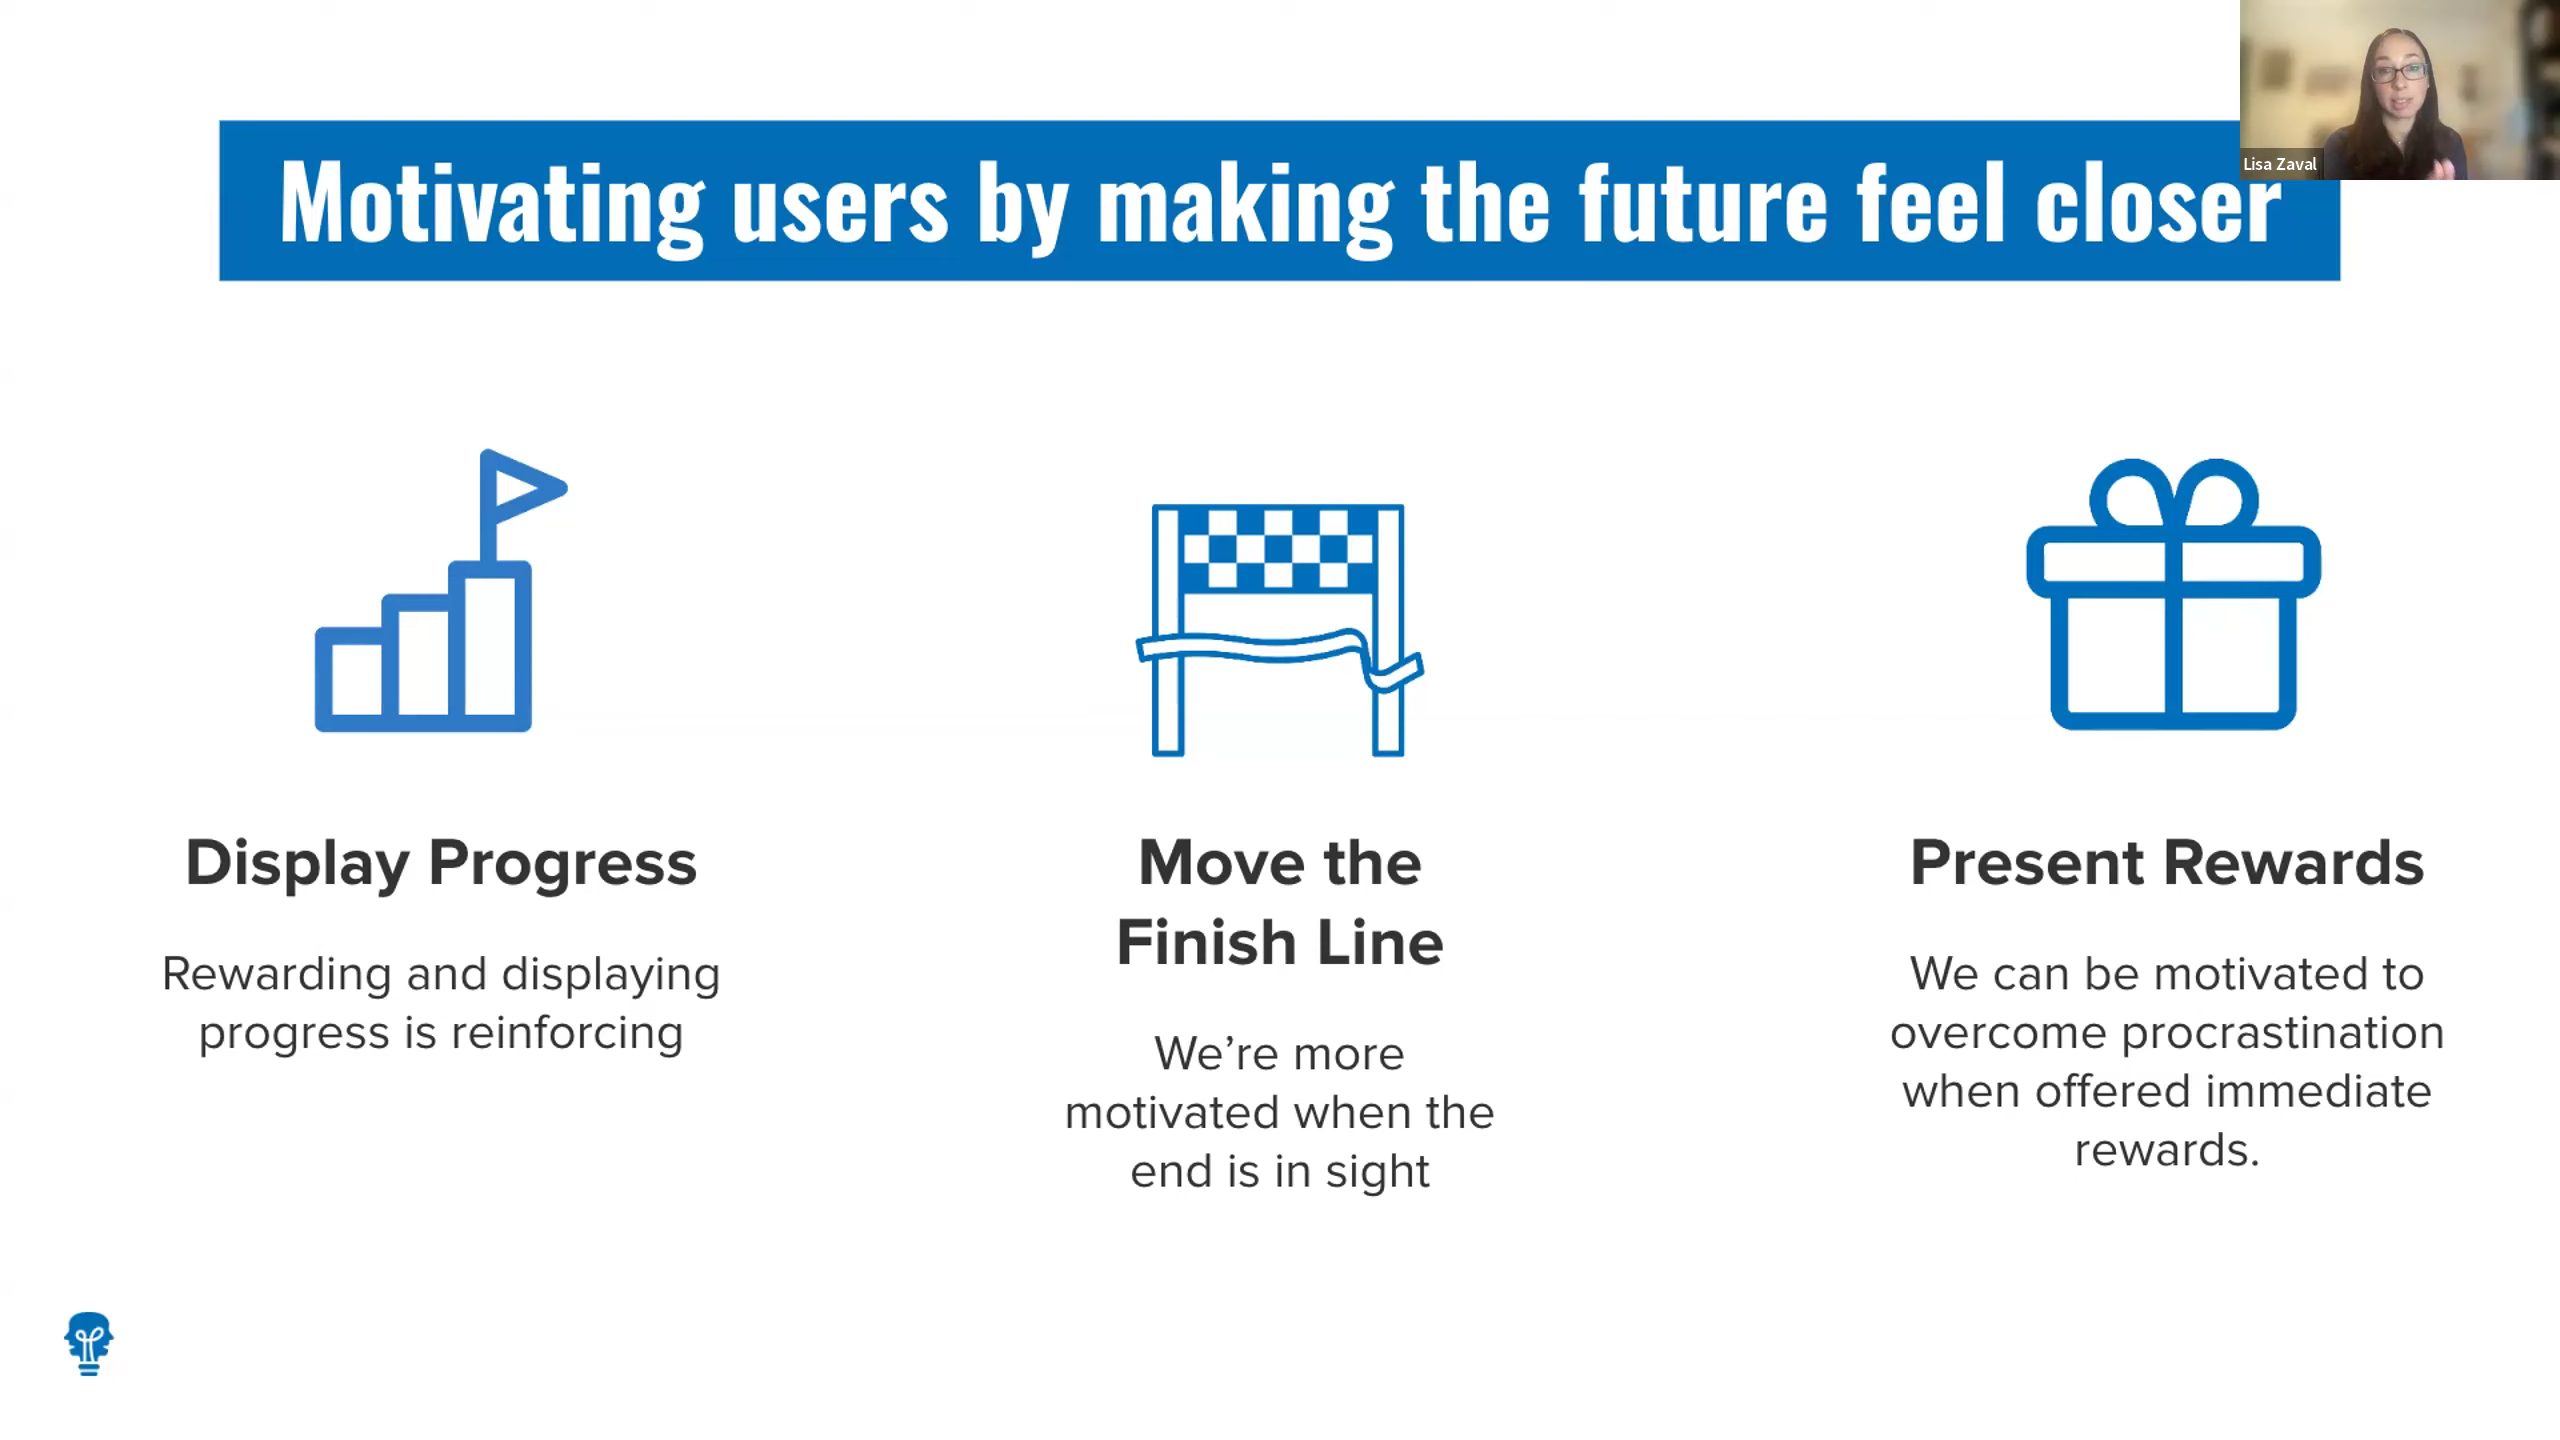 Lisa Zaval
Motivating users by making the future feel closer
Display Progress
Rewarding and displaying
progress is reinforcing
Move the
Finish Line
We’re more
motivated when the
end is in sight
Present Rewards
We can be motivated to
overcome procrastination
when offered immediate
rewards.